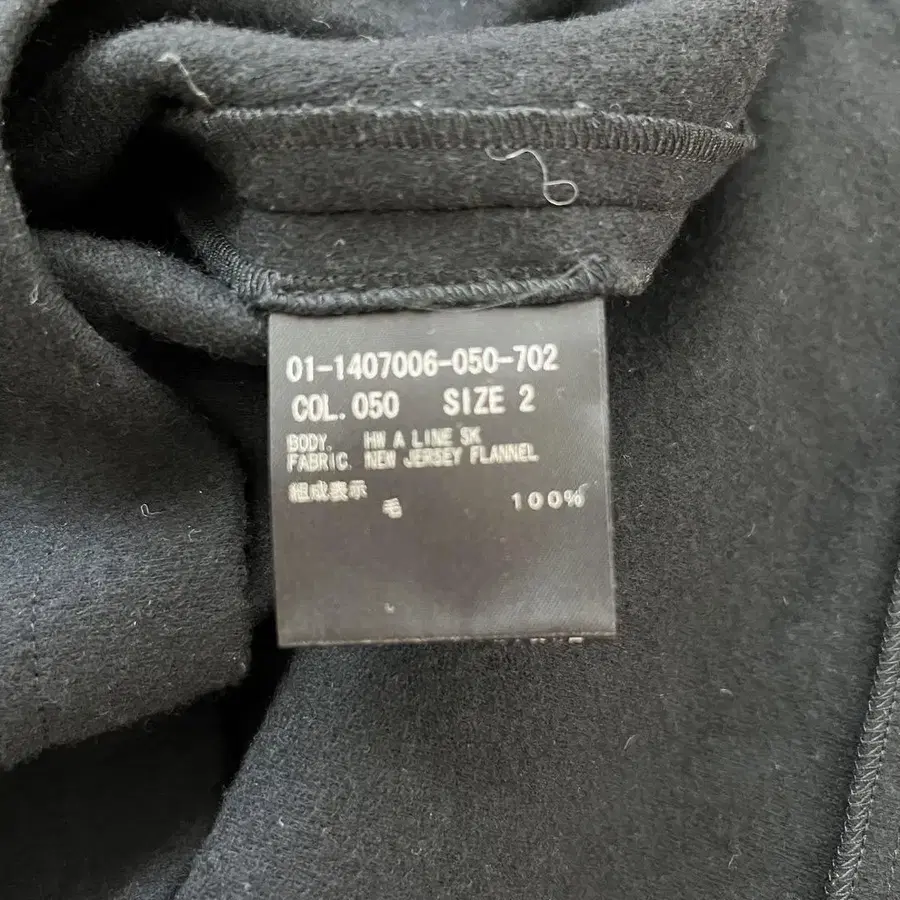 01-1407006-050-702
COL.050 SIZE 2
BODY. HW A LINE SK
FABRIC. NEW JERSEY FLANNEL
組成表示
毛 100%